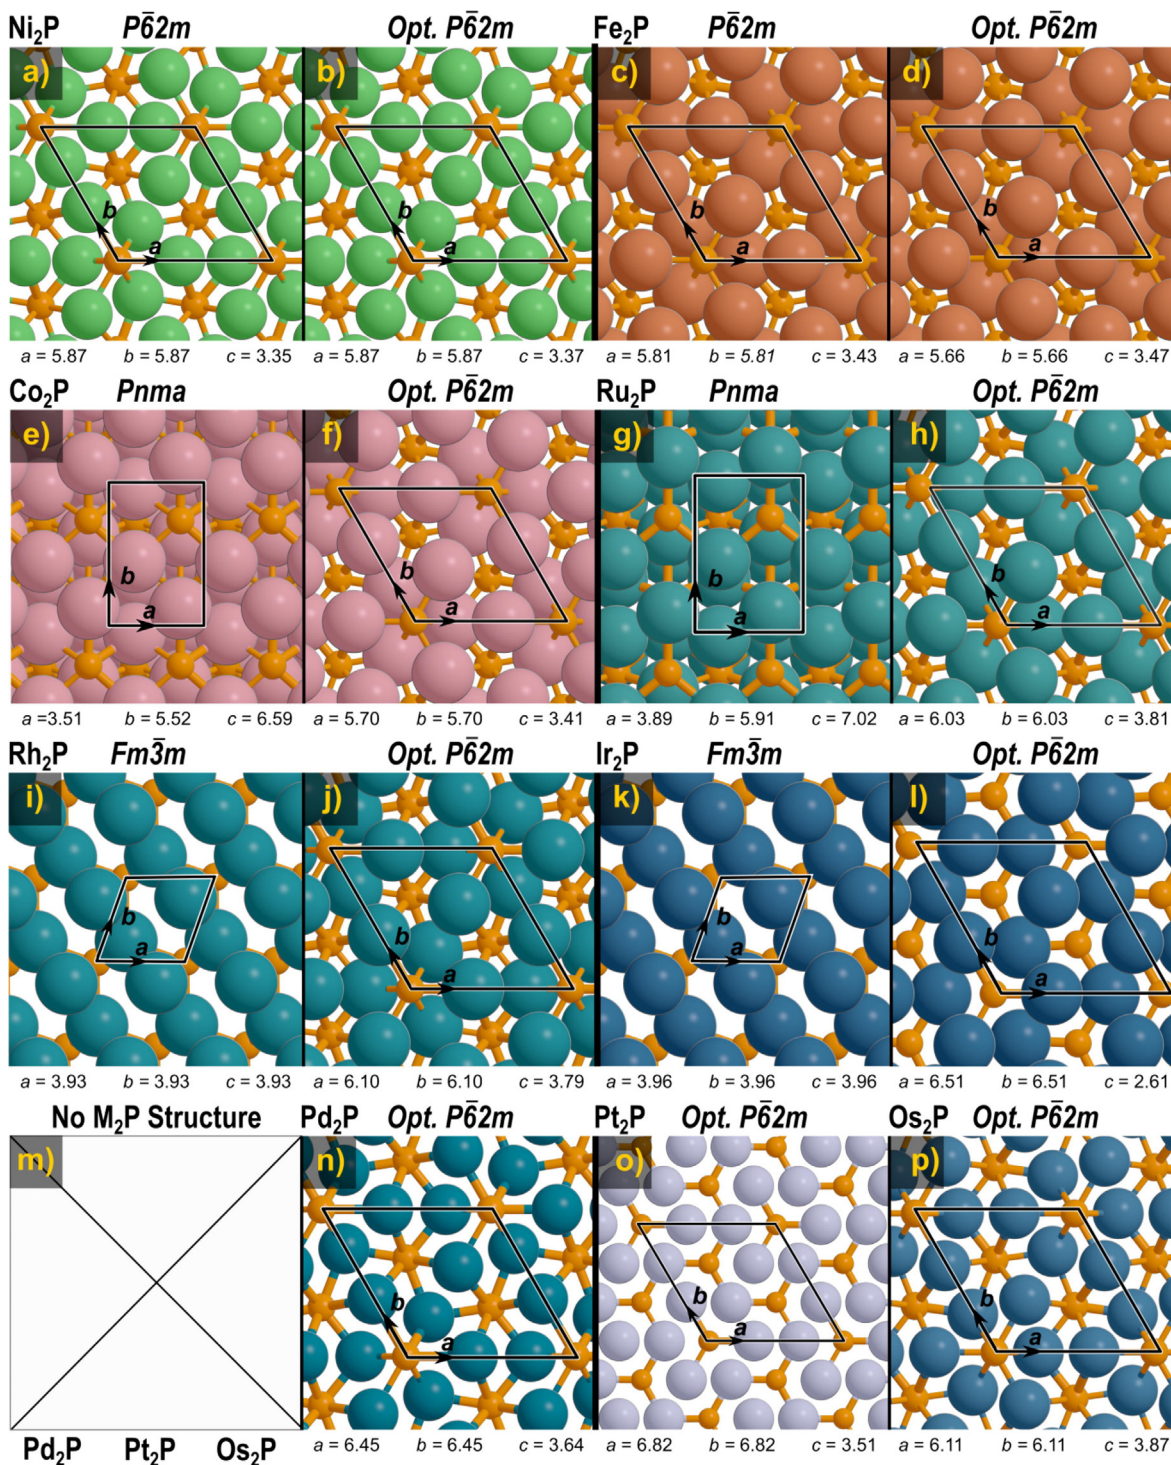 Ni₂P P6̅2m Opt. P6̅2m Fe₂P P6̅2m Opt. P6̅2m
a) b) c) d)
b a b a b a b a
a = 5.87 b = 5.87 c = 3.35 a = 5.87 b = 5.87 c = 3.37 a = 5.81 b = 5.81 c = 3.43 a = 5.66 b = 5.66 c = 3.47
Co₂P Pnma Opt. P6̅2m Ru₂P Pnma Opt. P6̅2m
e) f) g) h)
b a b a b a b a
a =3.51 b = 5.52 c = 6.59 a = 5.70 b = 5.70 c = 3.41 a = 3.89 b = 5.91 c = 7.02 a = 6.03 b = 6.03 c = 3.81
Rh₂P Fm3̅m Opt. P6̅2m Ir₂P Fm3̅m Opt. P6̅2m
i) j) k) l)
b a b a b a b a
a = 3.93 b = 3.93 c = 3.93 a = 6.10 b = 6.10 c = 3.79 a = 3.96 b = 3.96 c = 3.96 a = 6.51 b = 6.51 c = 2.61
No M₂P Structure Pd₂P Opt. P6̅2m Pt₂P Opt. P6̅2m Os₂P Opt. P6̅2m
m) n) o) p)
b a b a b a
Pd₂P Pt₂P Os₂P a = 6.45 b = 6.45 c = 3.64 a = 6.82 b = 6.82 c = 3.51 a = 6.11 b = 6.11 c = 3.87